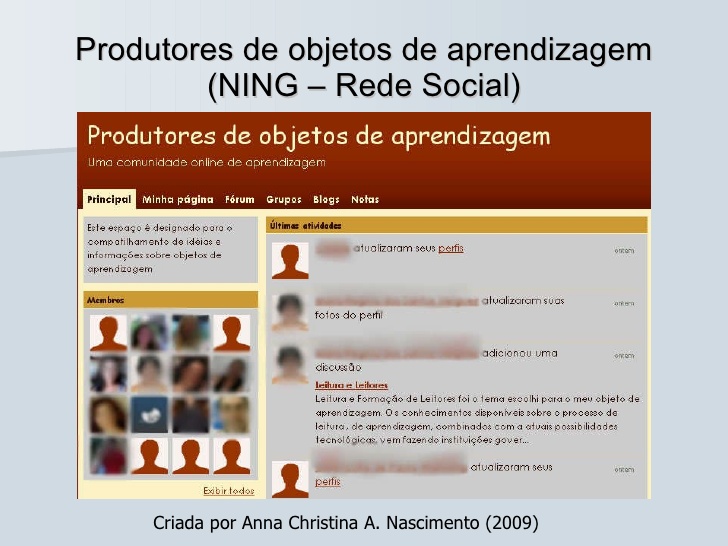 Produtores de objetos de aprendizagem
(NING – Rede Social)
Produtores de objetos de aprendizagem
Uma comunidade online de aprendizagem
Principal Minha página Fórum Grupos Blogs Notas
Este espaço é designado para o
compatilhamento de idéias e
informações sobre objetos de
aprendizagem
Membros
Exibir todos
Últimas atividades
atualizaram seus perfis ontem
atualizaram suas ontem
fotos do perfil
adicionou uma ontem
discussão
leitura e Leitores
Leitura e Formação de Leitores foi o tema escolhi para o meu objeto de
aprendizagem. Os conhecimentos disponíveis sobre o processo de
leitura, de aprendizagem, combinados com a atuais possibilidades
tecnológicas, vem fazendo instituições gover...
atualizaram seus ontem
perfis
Criada por Anna Christina A. Nascimento (2009)